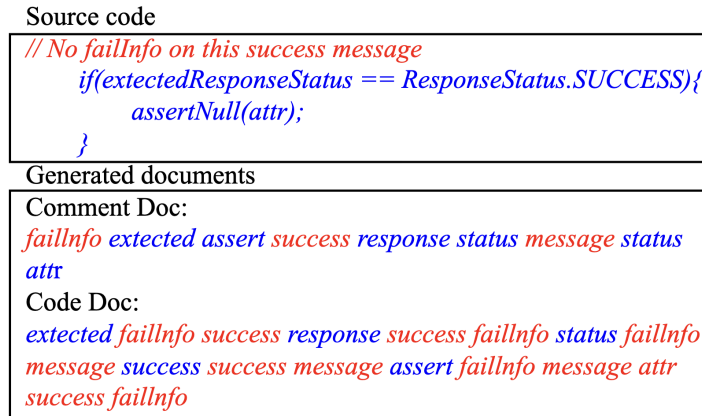 Source code
// No failInfo on this success message
if(extectedResponseStatus == ResponseStatus.SUCCESS){
assertNull(attr);
}
Generated documents
Comment Doc:
failInfo extected assert success response status message status
attr
Code Doc:
extected failInfo success response success failInfo status failInfo
message success success message assert failInfo message attr
success failInfo